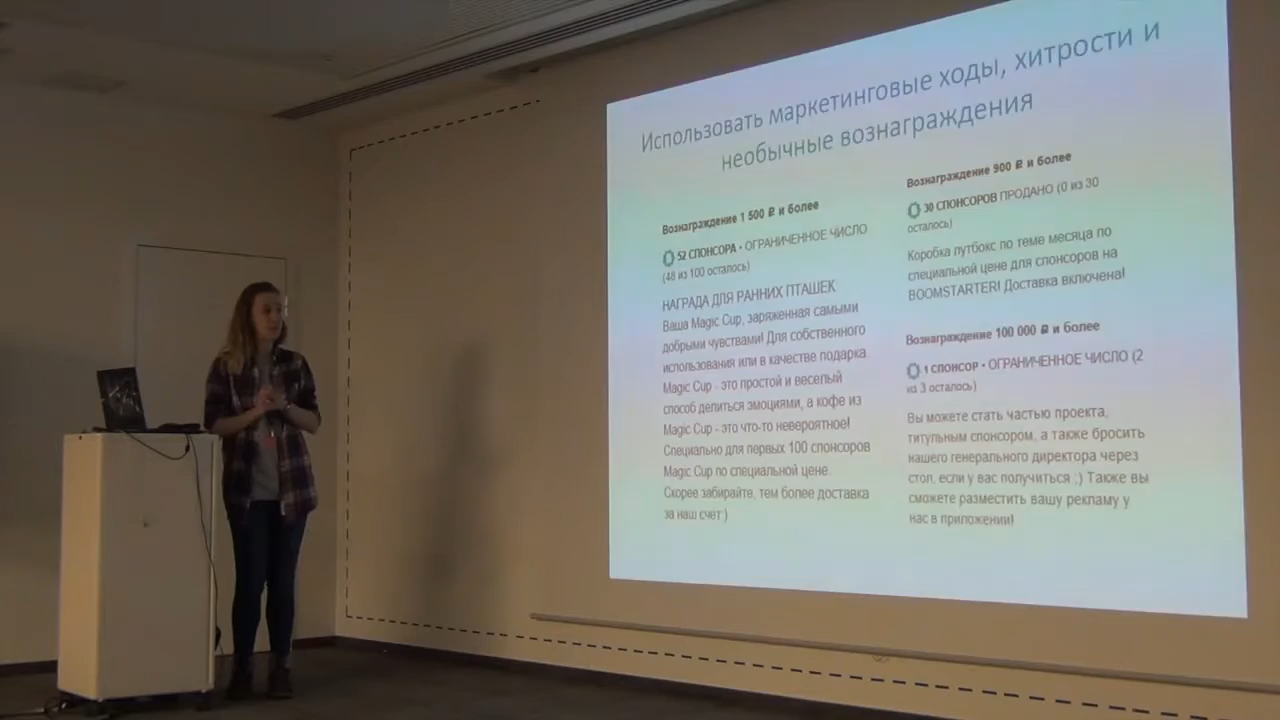 Использовать маркетинговые ходы, хитрости и
необычные вознаграждения
Вознаграждение 1 500 ₽ и более
52 СПОНСОРА • ОГРАНИЧЕННОЕ ЧИСЛО
(48 из 100 осталось)
НАГРАДА ДЛЯ РАННИХ ПТАШЕК
Ваша Magic Cup, заряженная самыми
добрыми чувствами! Для собственного
использования или в качестве подарка.
Magic Cup - это простой и веселый
способ делиться эмоциями, а кофе из
Magic Cup - это что-то невероятное!
Специально для первых 100 спонсоров
Magic Cup по специальной цене.
Скорее забирайте, тем более доставка
за наш счет )
Вознаграждение 900 ₽ и более
30 СПОНСОРОВ ПРОДАНО (0 из 30
осталось)
Коробка лутбокс по теме месяца по
специальной цене для спонсоров на
BOOMSTARTER! Доставка включена!
Вознаграждение 100 000 ₽ и более
1 СПОНСОР • ОГРАНИЧЕННОЕ ЧИСЛО (2
из 3 осталось)
Вы можете стать частью проекта,
титульным спонсором, а также бросить
нашего генерального директора через
стол, если у вас получиться ;) Также вы
сможете разместить вашу рекламу у
нас в приложении!